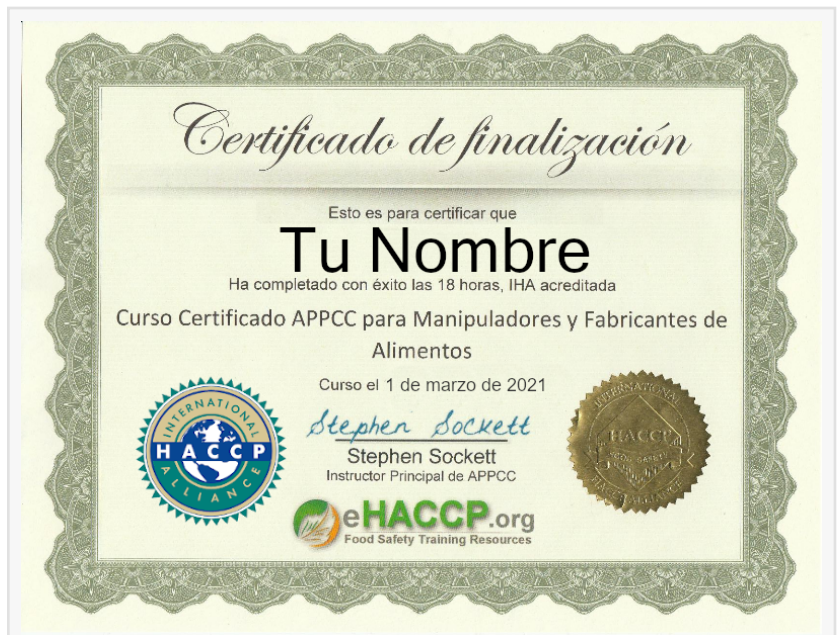 Certificado de finalización
Esto es para certificar que
Tu Nombre
Ha completado con éxito las 18 horas, IHA acreditada
Curso Certificado APPCC para Manipuladores y Fabricantes de
Alimentos
Curso el 1 de marzo de 2021
Stephen Sockett
Stephen Sockett
Instructor Principal de APPCC
INTERNATIONAL
HACCP
ALLIANCE
INTERNATIONAL
HACCP
ALLIANCE
eHACCP.org
Food Safety Training Resources